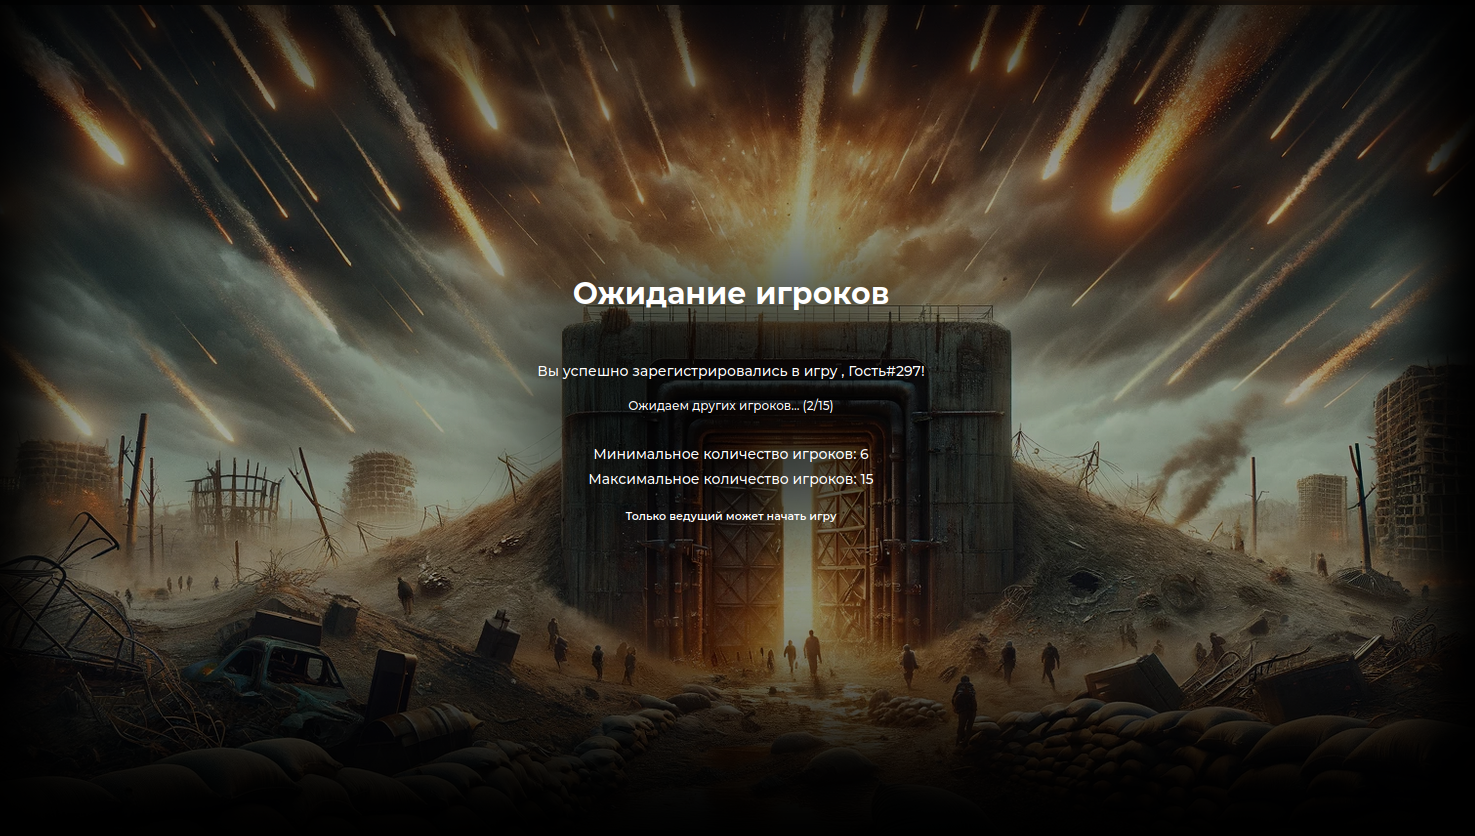 Ожидание игроков
Вы успешно зарегистрировались в игру , Гость#297!
Ожидаем других игроков... (2/15)
Минимальное количество игроков: 6
Максимальное количество игроков: 15
Только ведущий может начать игру